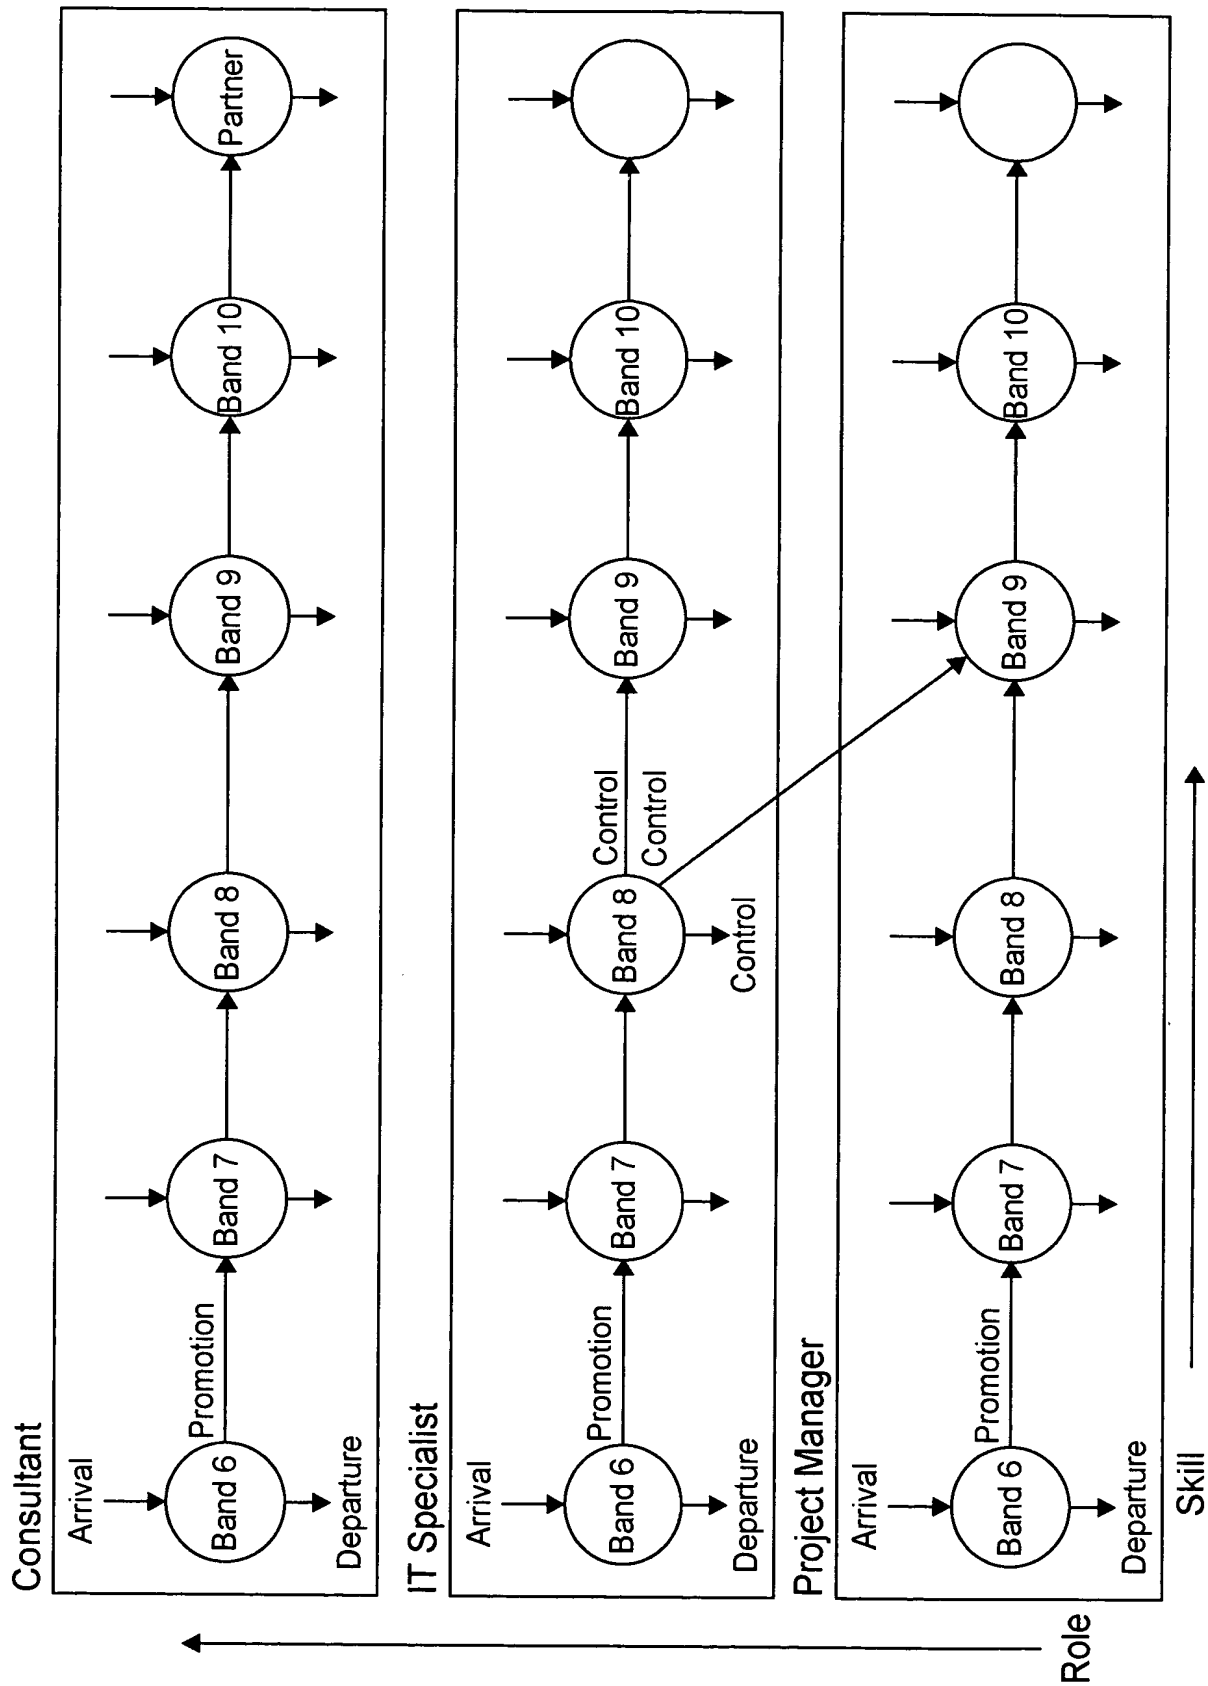 Consultant
Arrival
Promotion
Band 6
Band 7
Band 8
Band 9
Band 10
Partner
Departure
IT Specialist
Arrival
Promotion
Control
Control
Band 6
Band 7
Band 8
Band 9
Band 10
Departure
Control
Project Manager
Arrival
Promotion
Band 6
Band 7
Band 8
Band 9
Band 10
Departure
Role
Skill